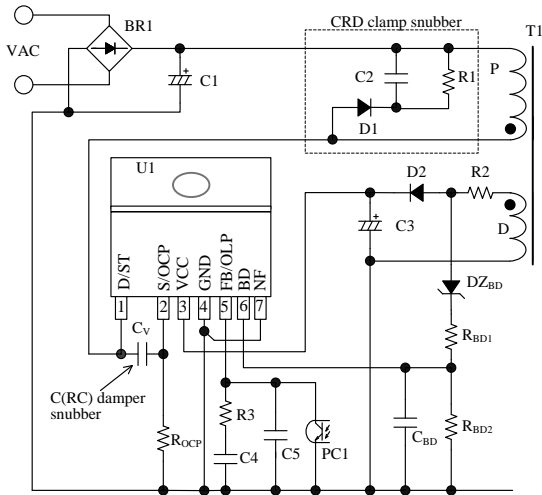 CRD clamp snubber
T1
BR1
VAC
C1
C2
R1
P
D1
U1
D2
R2
C3
D
D/ST
S/OCP
VCC
GND
FB/OLP
BD
NF
1 2 3 4 5 6 7
DZBD
CV
RBD1
C(RC) damper
snubber
ROCP
R3
C4
C5
PC1
CBD
RBD2